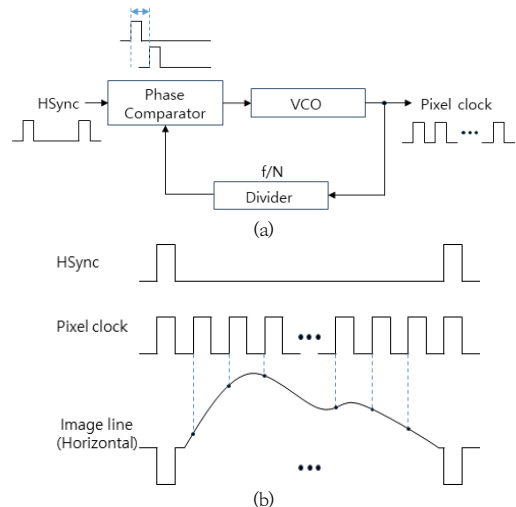 HSync
Phase
Comparator
VCO
Pixel clock
f/N
Divider
(a)
HSync
Pixel clock
Image line
(Horizontal)
(b)